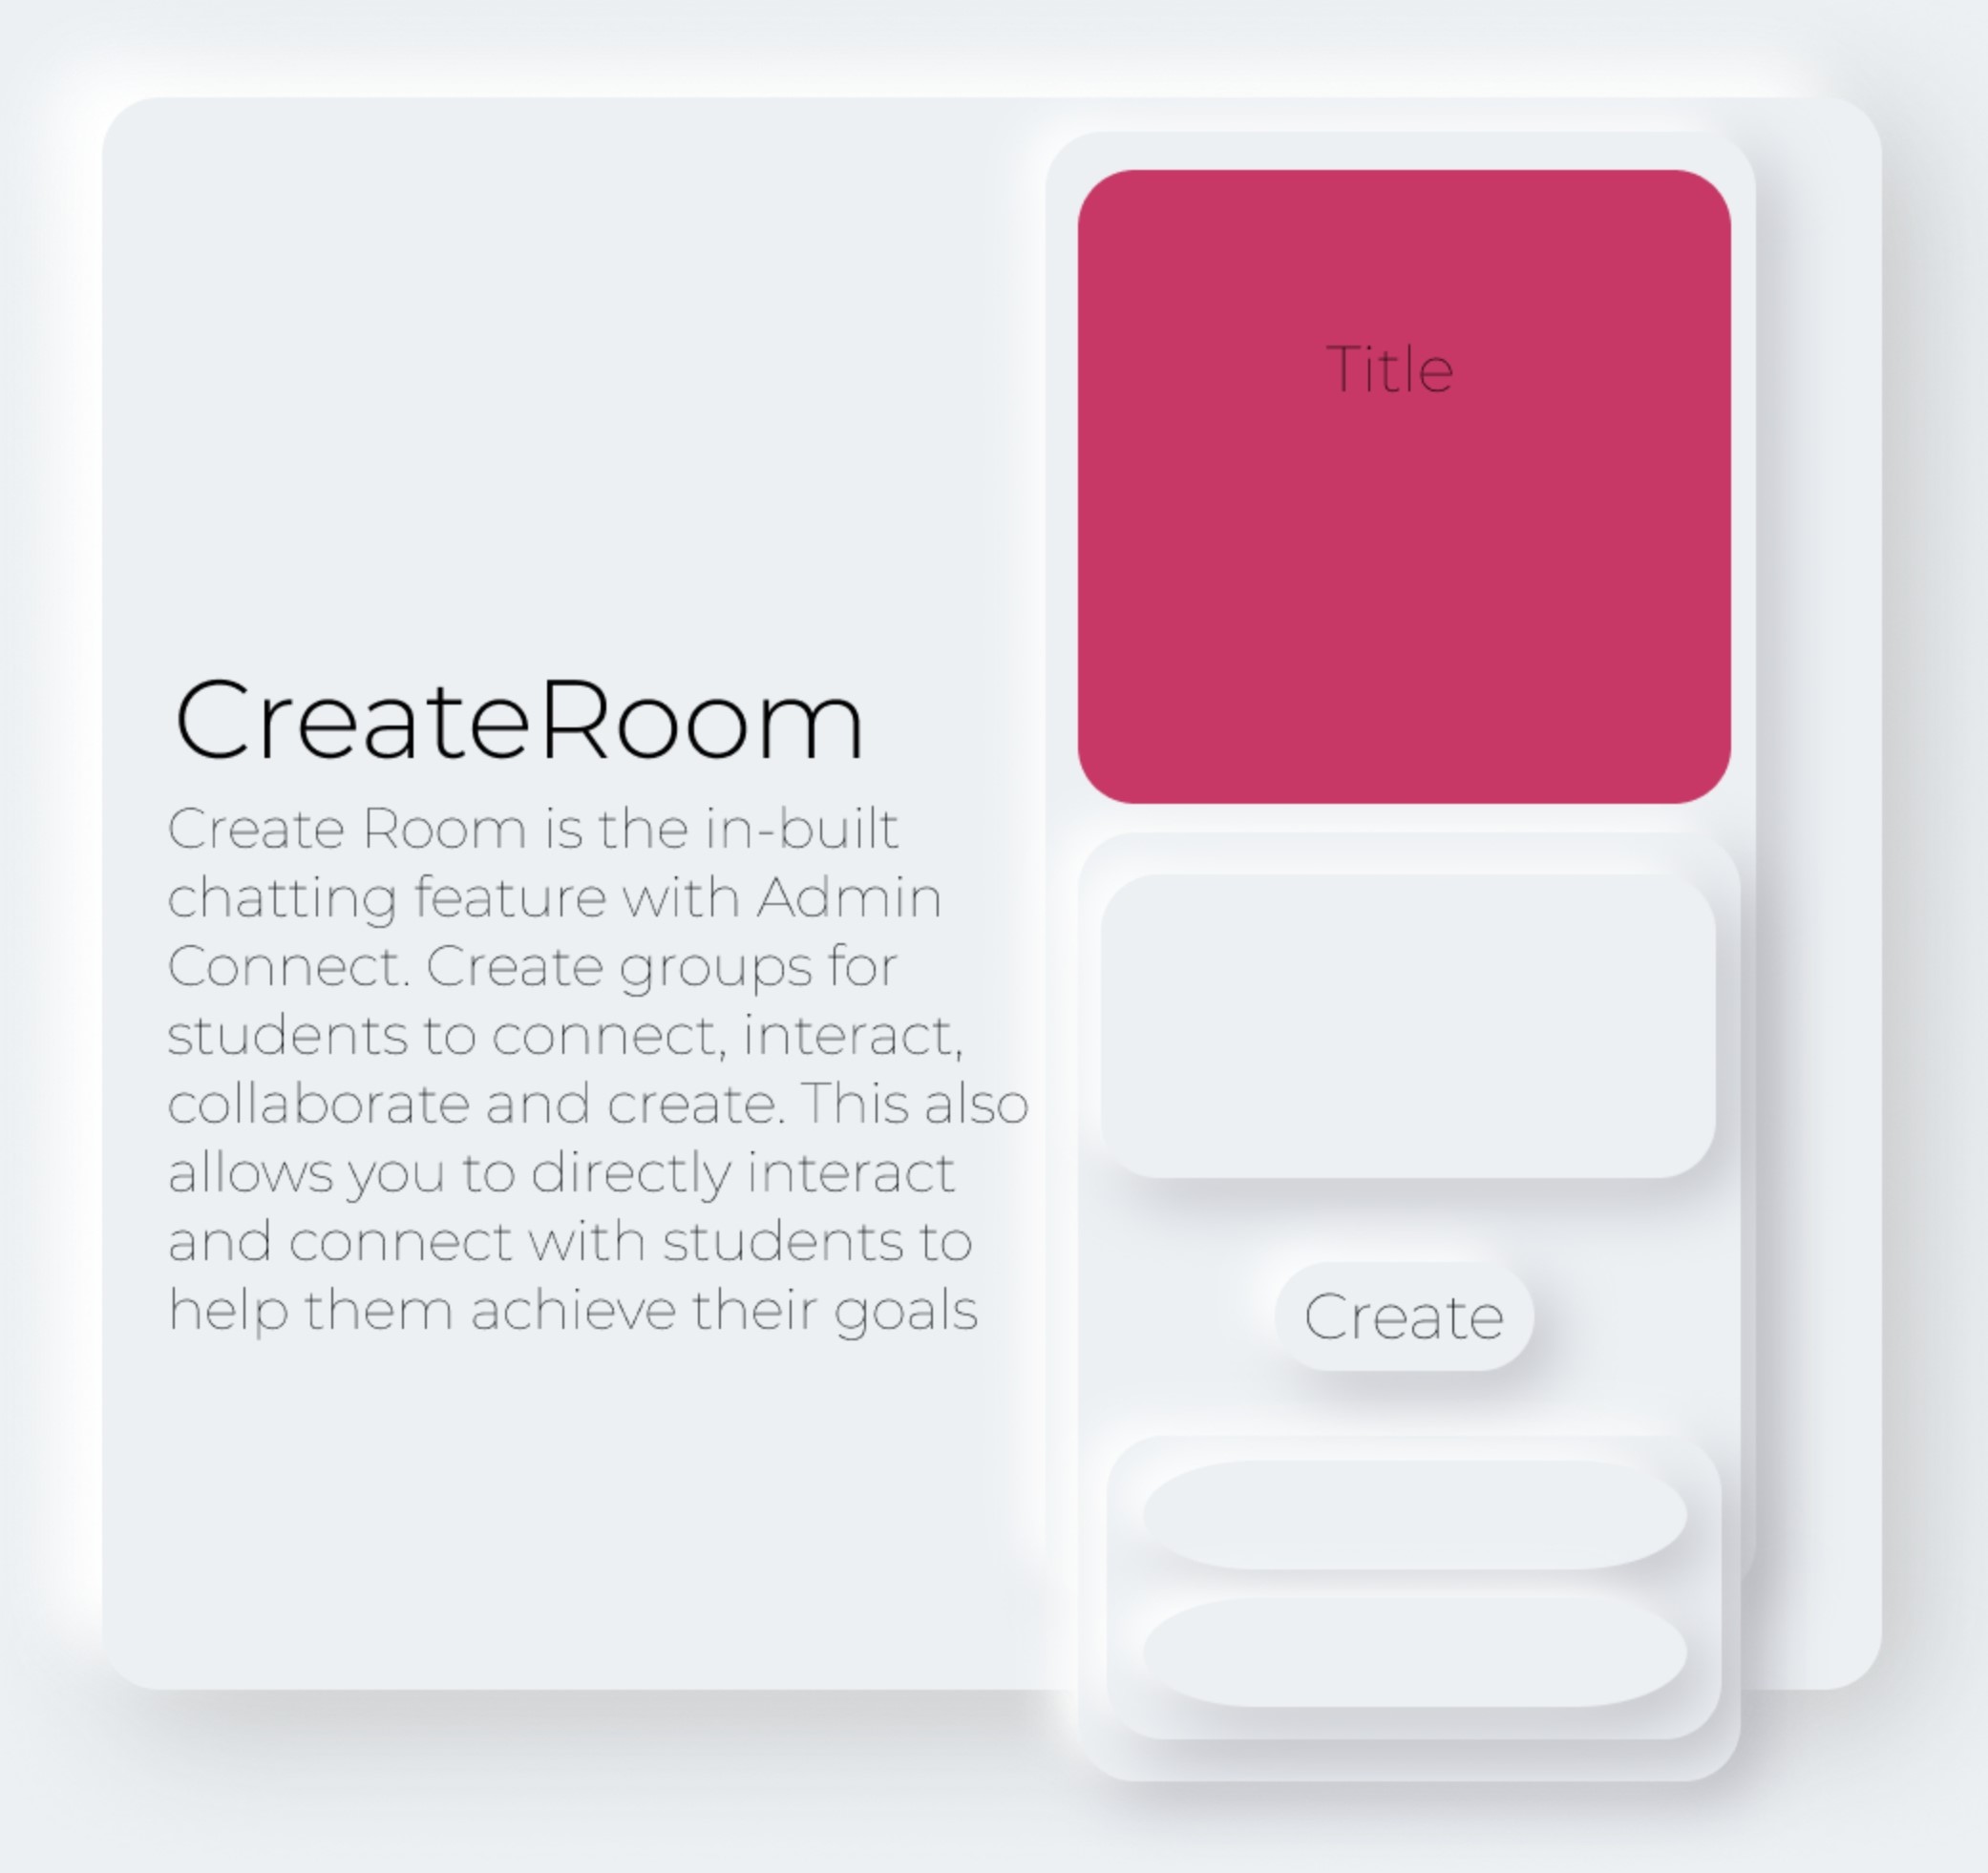 CreateRoom
Create Room is the in-built
chatting feature with Admin
Connect. Create groups for
students to connect, interact,
collaborate and create. This also
allows you to directly interact
and connect with students to
help them achieve their goals
Title
Create